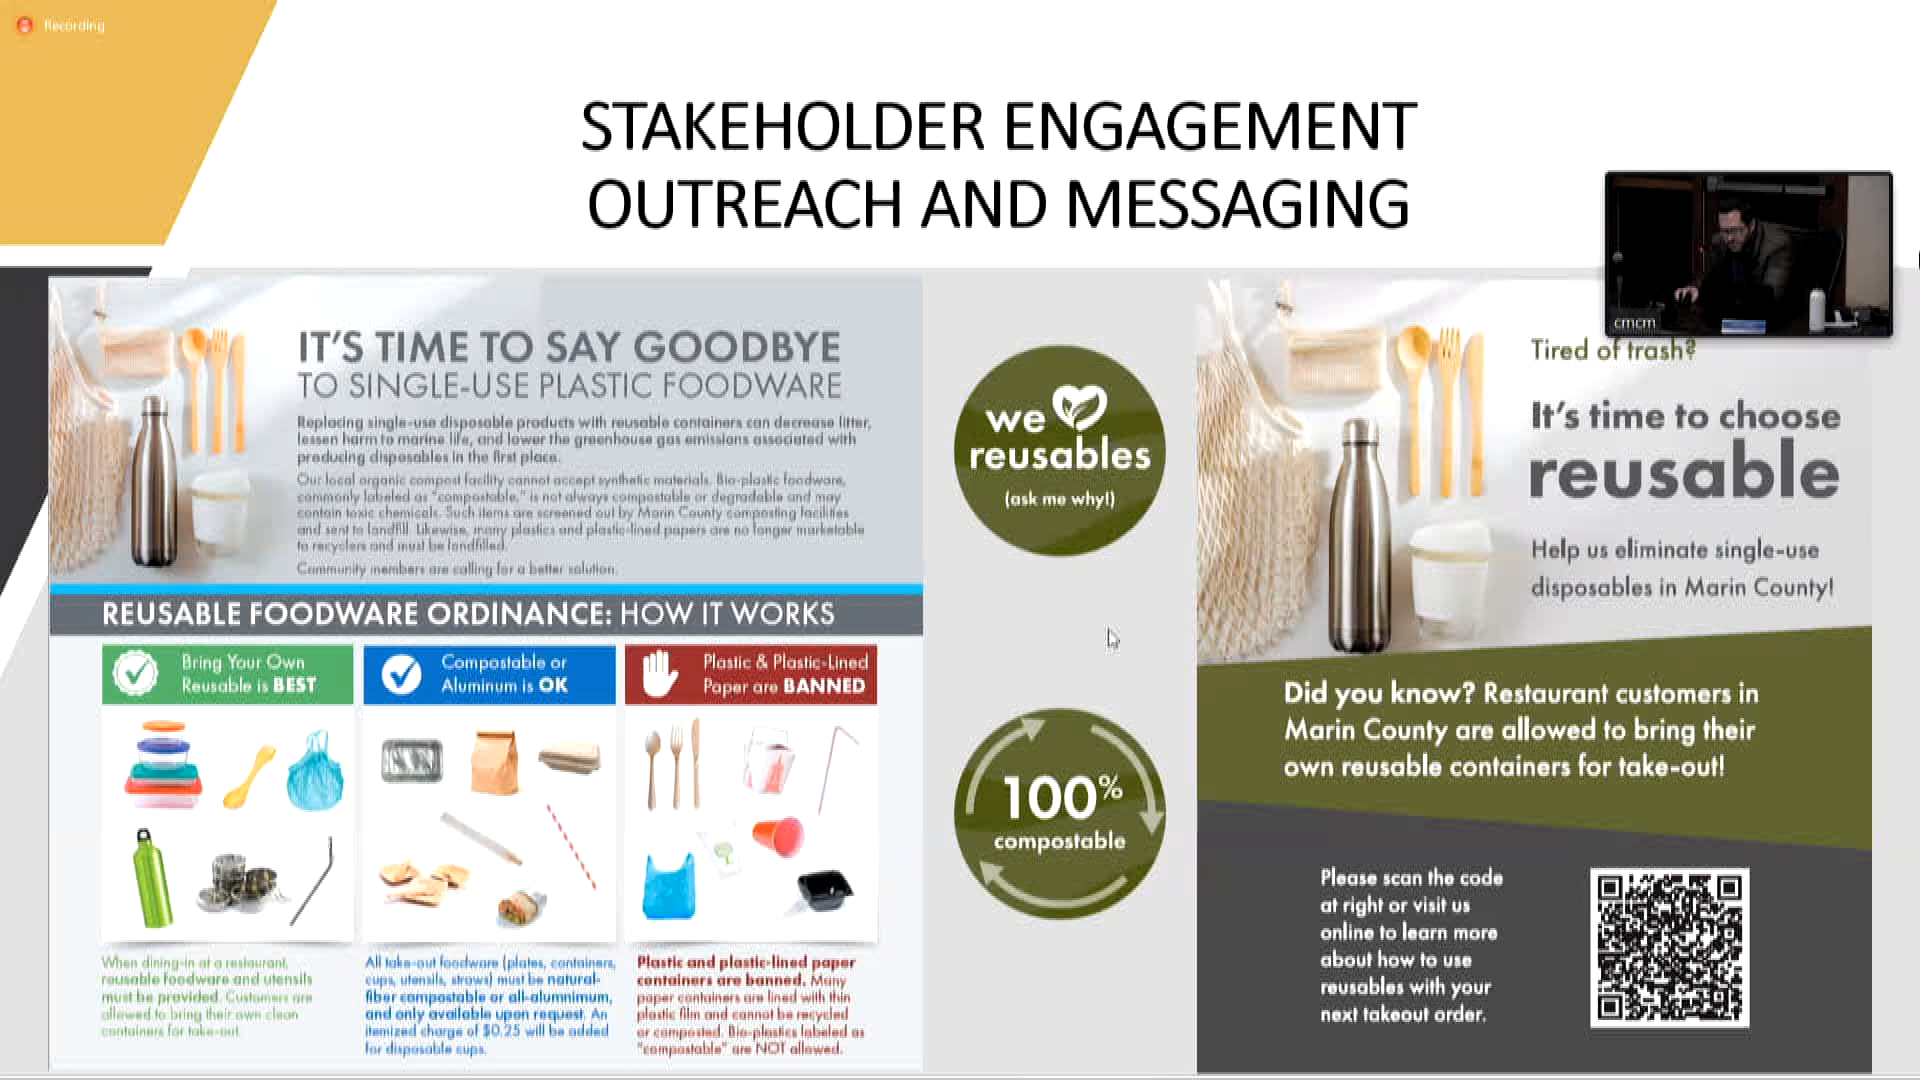 Recording
STAKEHOLDER ENGAGEMENT
OUTREACH AND MESSAGING
cmcm
IT'S TIME TO SAY GOODBYE
TO SINGLE-USE PLASTIC FOODWARE
Replacing single-use disposable products with reusable containers can decrease litter,
lessen harm to marine life, and lower the greenhouse gas emissions associated with
producing disposables in the first place.
Our local organic compost facility cannot accept synthetic materials. Bio-plastic foodware,
commonly labeled as "compostable," is not always compostable or degradable and may
contain toxic chemicals. Such items are screened out by Marin County composting facilities
and sent to landfill. Likewise, many plastics and plastic-lined papers are no longer marketable
to recyclers and must be landfilled.
Community members are calling for a better solution.
REUSABLE FOODWARE ORDINANCE: HOW IT WORKS
Bring Your Own
Reusable is BEST
When dining-in at a restaurant,
reusable foodware and utensils
must be provided. Customers are
allowed to bring their own clean
containers for take-out.
Compostable or
Aluminum is OK
All take-out foodware (plates, containers,
cups, utensils, straws) must be natural-
fiber compostable or all-alumnimum,
and only available upon request. An
itemized charge of $0.25 will be added
for disposable cups.
Plastic & Plastic-Lined
Paper are BANNED
Plastic and plastic-lined paper
containers are banned. Many
paper containers are lined with thin
plastic film and cannot be recycled
or composted. Bio-plastics labeled as
"compostable" are NOT allowed.
we
reusables
(ask me why!)
100%
compostable
Tired of trash?
It's time to choose
reusable
Help us eliminate single-use
disposables in Marin County!
Did you know? Restaurant customers in
Marin County are allowed to bring their
own reusable containers for take-out!
Please scan the code
at right or visit us
online to learn more
about how to use
reusables with your
next takeout order.